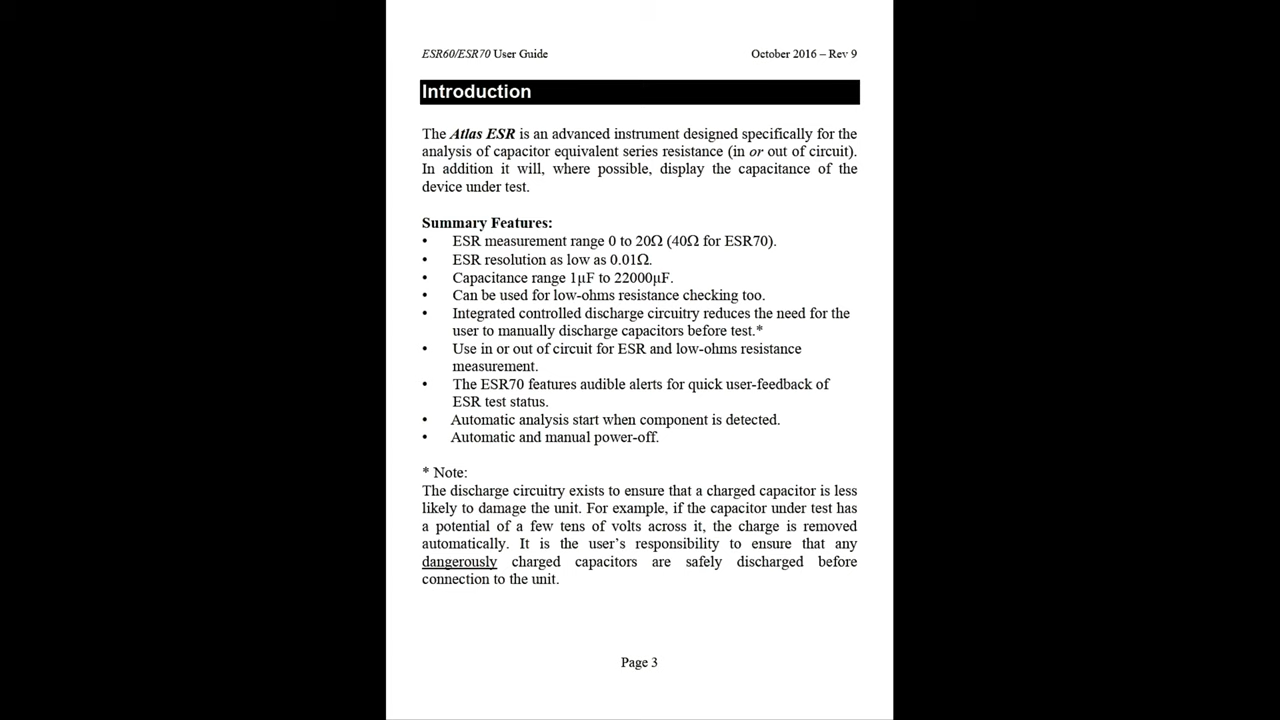 ESR60/ESR70 User Guide October 2016 – Rev 9
Introduction
The Atlas ESR is an advanced instrument designed specifically for the
analysis of capacitor equivalent series resistance (in or out of circuit).
In addition it will, where possible, display the capacitance of the
device under test.
Summary Features:
• ESR measurement range 0 to 20Ω (40Ω for ESR70).
• ESR resolution as low as 0.01Ω.
• Capacitance range 1µF to 22000µF.
• Can be used for low-ohms resistance checking too.
• Integrated controlled discharge circuitry reduces the need for the
user to manually discharge capacitors before test.*
• Use in or out of circuit for ESR and low-ohms resistance
measurement.
• The ESR70 features audible alerts for quick user-feedback of
ESR test status.
• Automatic analysis start when component is detected.
• Automatic and manual power-off.
* Note:
The discharge circuitry exists to ensure that a charged capacitor is less
likely to damage the unit. For example, if the capacitor under test has
a potential of a few tens of volts across it, the charge is removed
automatically. It is the user’s responsibility to ensure that any
dangerously charged capacitors are safely discharged before
connection to the unit.
Page 3